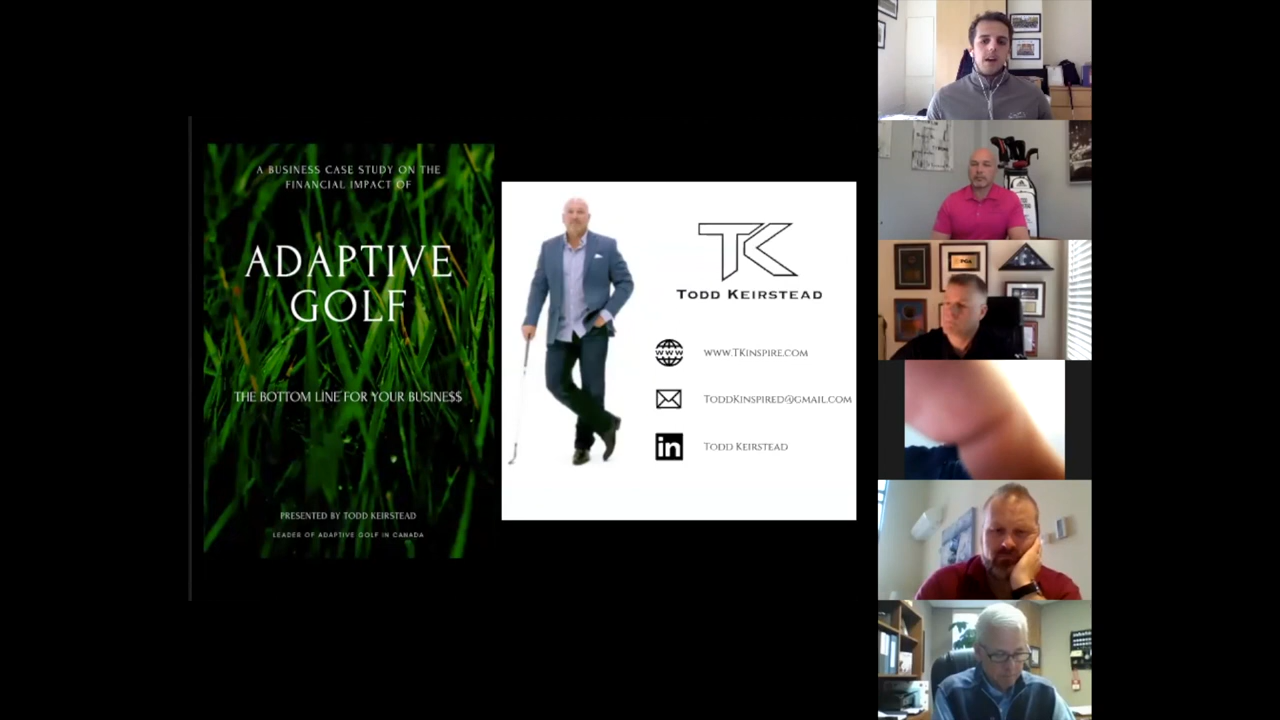 A BUSINESS CASE STUDY ON THE
FINANCIAL IMPACT OF
ADAPTIVE
GOLF
THE BOTTOM LINE FOR YOUR BUSINE$$
PRESENTED BY TODD KEIRSTEAD
LEADER OF ADAPTIVE GOLF IN CANADA
TK
TODD KEIRSTEAD
WWW
WWW.TKINSPIRE.COM
TODDKINSPIRED@GMAIL.COM
in
TODD KEIRSTEAD
PGA